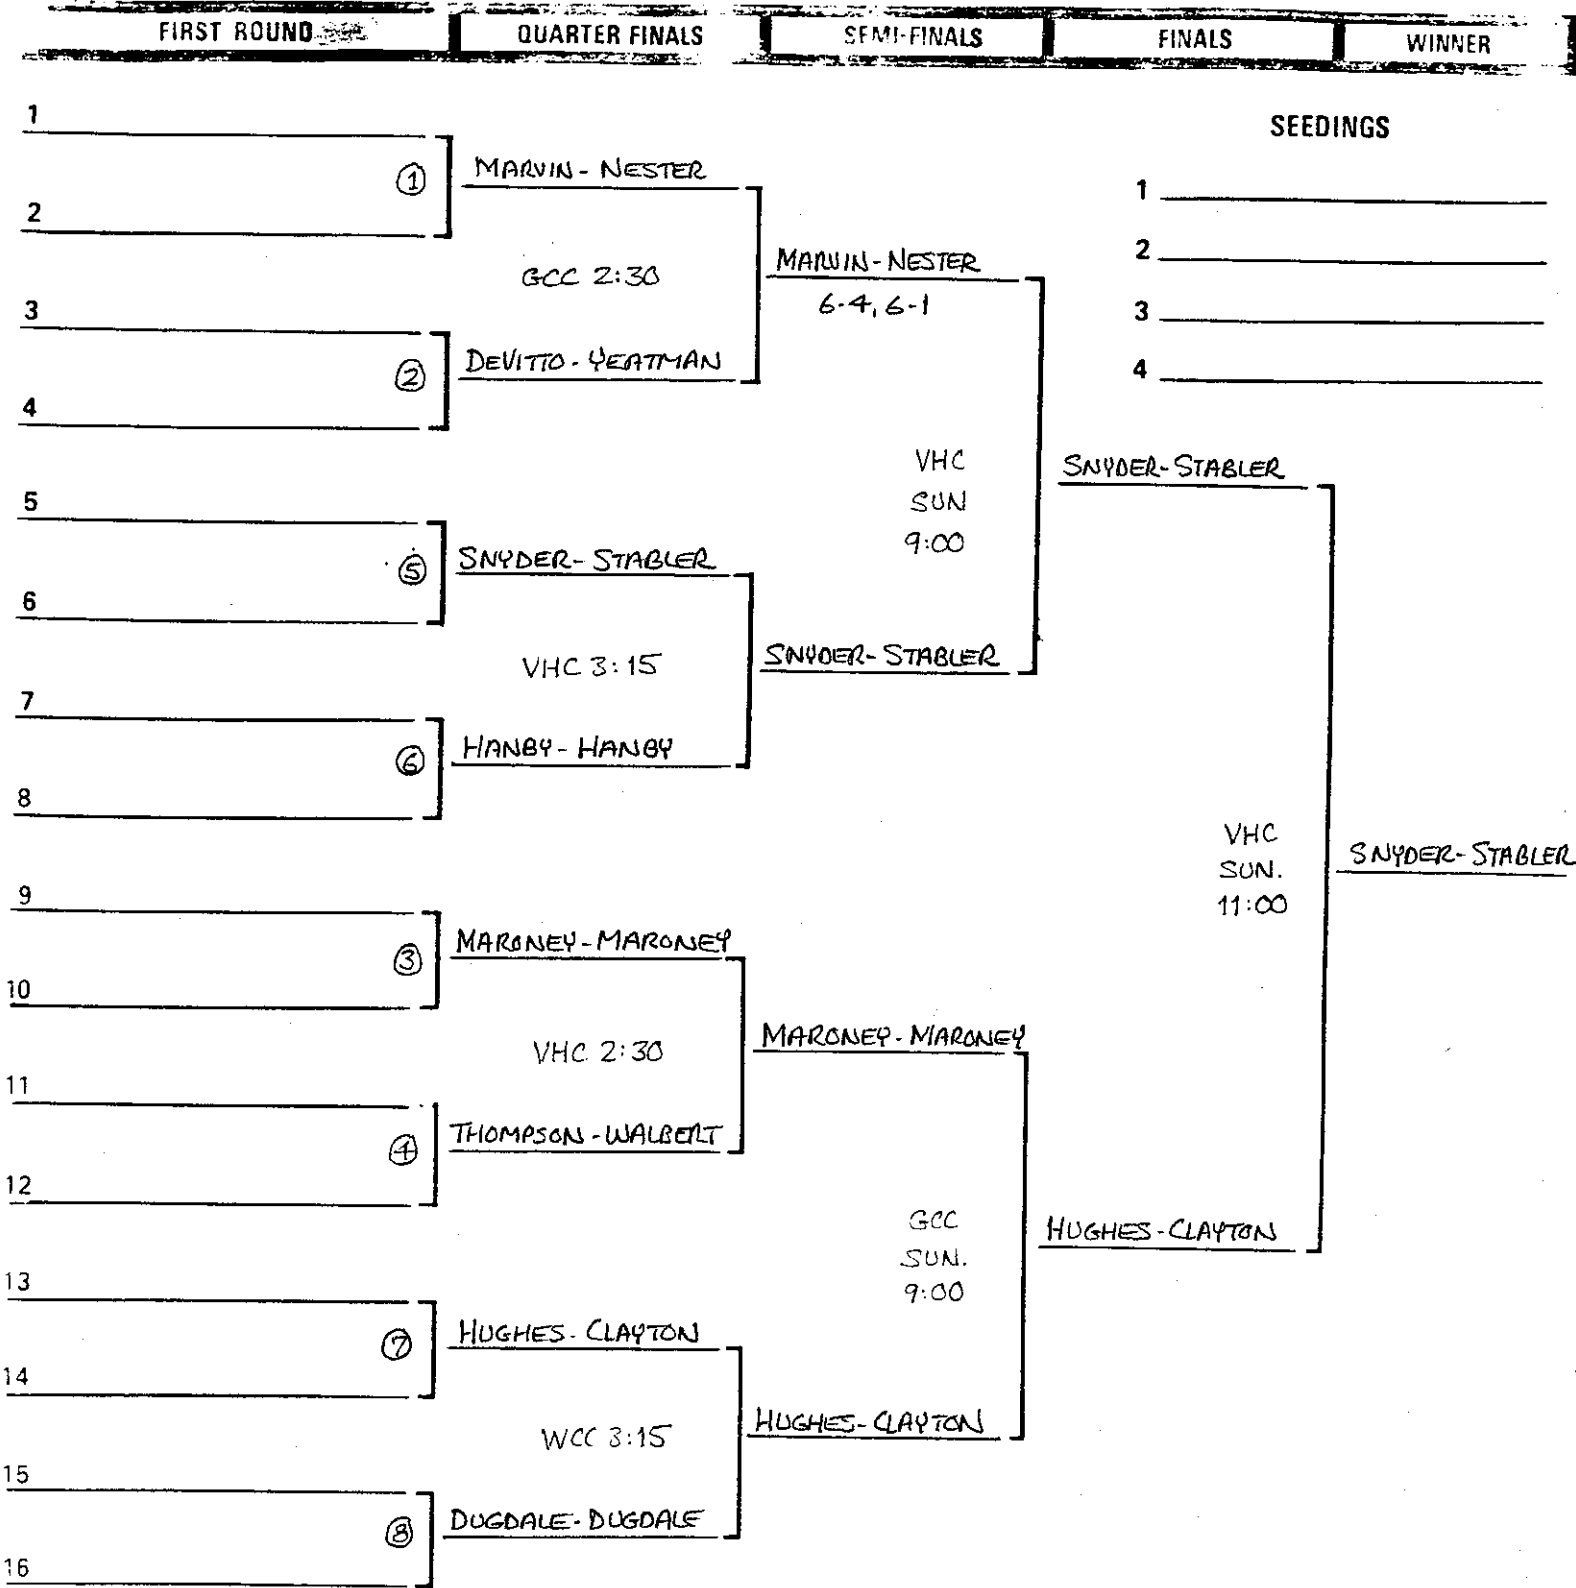 FIRST ROUND QUARTER FINALS SEMI-FINALS FINALS WINNER
SEEDINGS
1
2
3
4
1
① MARVIN - NESTER
2
GCC 2:30
MARVIN - NESTER
6-4, 6-1
3
② DEVITTO - YEATMAN
4
VHC
SUN
9:00
SNYDER - STABLER
5
⑤ SNYDER - STABLER
6
VHC 3:15
SNYDER - STABLER
7
⑥ HANBY - HANBY
8
VHC
SUN.
11:00
SNYDER - STABLER
9
③ MARONEY - MARONEY
10
VHC 2:30
MARONEY - MARONEY
11
④ THOMPSON - WALBERT
12
GCC
SUN.
9:00
HUGHES - CLAYTON
13
⑦ HUGHES - CLAYTON
14
WCC 3:15
HUGHES - CLAYTON
15
⑧ DUGDALE - DUGDALE
16